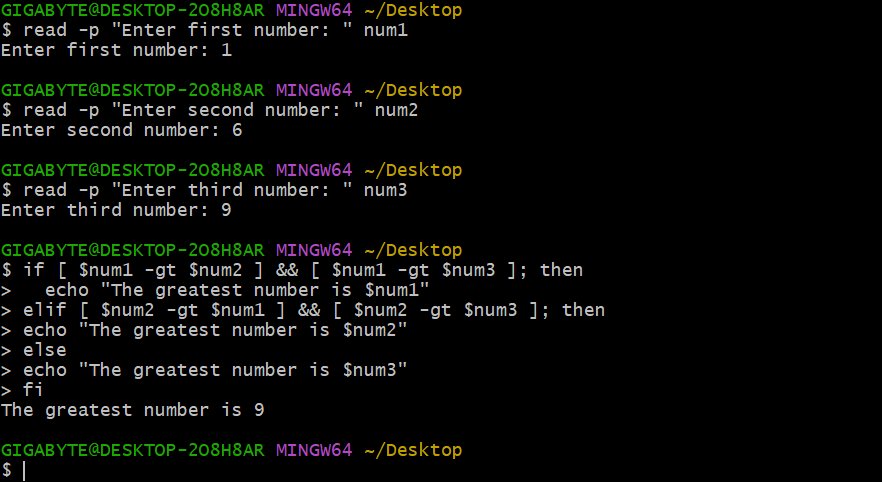 GIGABYTE@DESKTOP-2O8H8AR MINGW64 ~/Desktop
$ read -p "Enter first number: " num1
Enter first number: 1
GIGABYTE@DESKTOP-2O8H8AR MINGW64 ~/Desktop
$ read -p "Enter second number: " num2
Enter second number: 6
GIGABYTE@DESKTOP-2O8H8AR MINGW64 ~/Desktop
$ read -p "Enter third number: " num3
Enter third number: 9
GIGABYTE@DESKTOP-2O8H8AR MINGW64 ~/Desktop
$ if [ $num1 -gt $num2 ] && [ $num1 -gt $num3 ]; then
>   echo "The greatest number is $num1"
> elif [ $num2 -gt $num1 ] && [ $num2 -gt $num3 ]; then
> echo "The greatest number is $num2"
> else
> echo "The greatest number is $num3"
> fi
The greatest number is 9
GIGABYTE@DESKTOP-2O8H8AR MINGW64 ~/Desktop
$